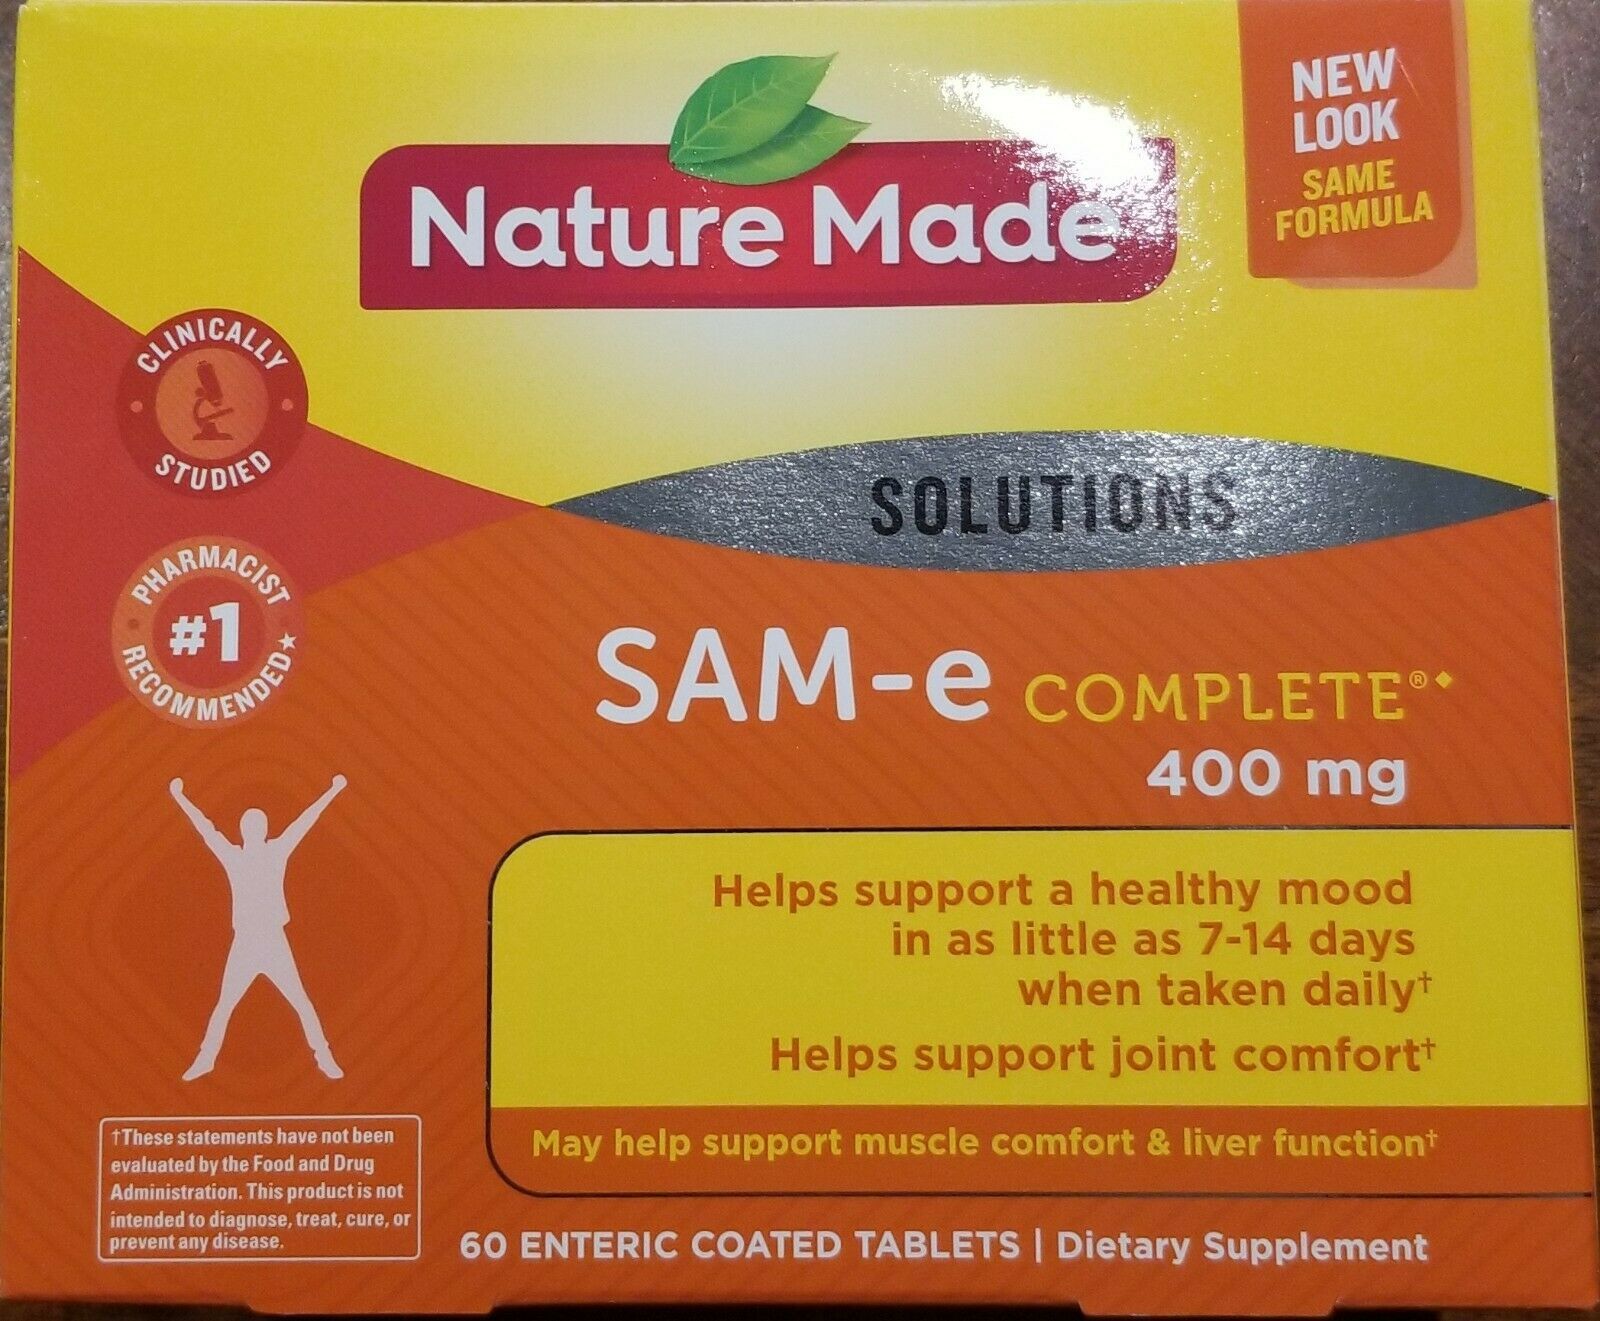 Nature Made
NEW
LOOK
SAME
FORMULA
CLINICALLY
STUDIED
SOLUTIONS
PHARMACIST
#1
RECOMMENDED★
SAM-e COMPLETE®◆
400 mg
Helps support a healthy mood
in as little as 7-14 days
when taken daily†
Helps support joint comfort†
May help support muscle comfort & liver function†
†These statements have not been
evaluated by the Food and Drug
Administration. This product is not
intended to diagnose, treat, cure, or
prevent any disease.
60 ENTERIC COATED TABLETS | Dietary Supplement